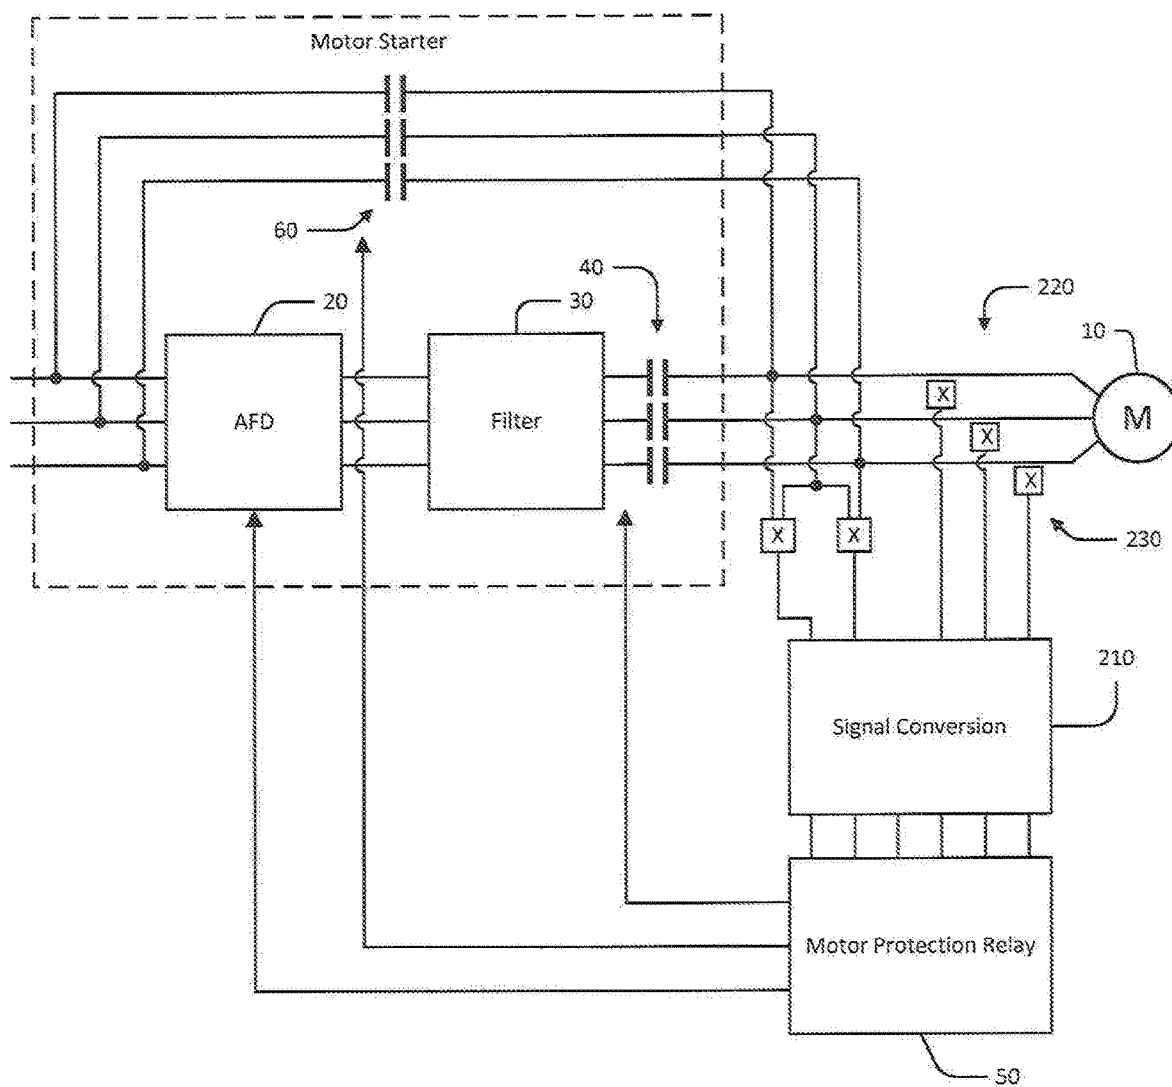 Motor Starter
60
40
20
30
220
10
AFD
Filter
M
X
X
X
X
X
230
210
Signal Conversion
Motor Protection Relay
50